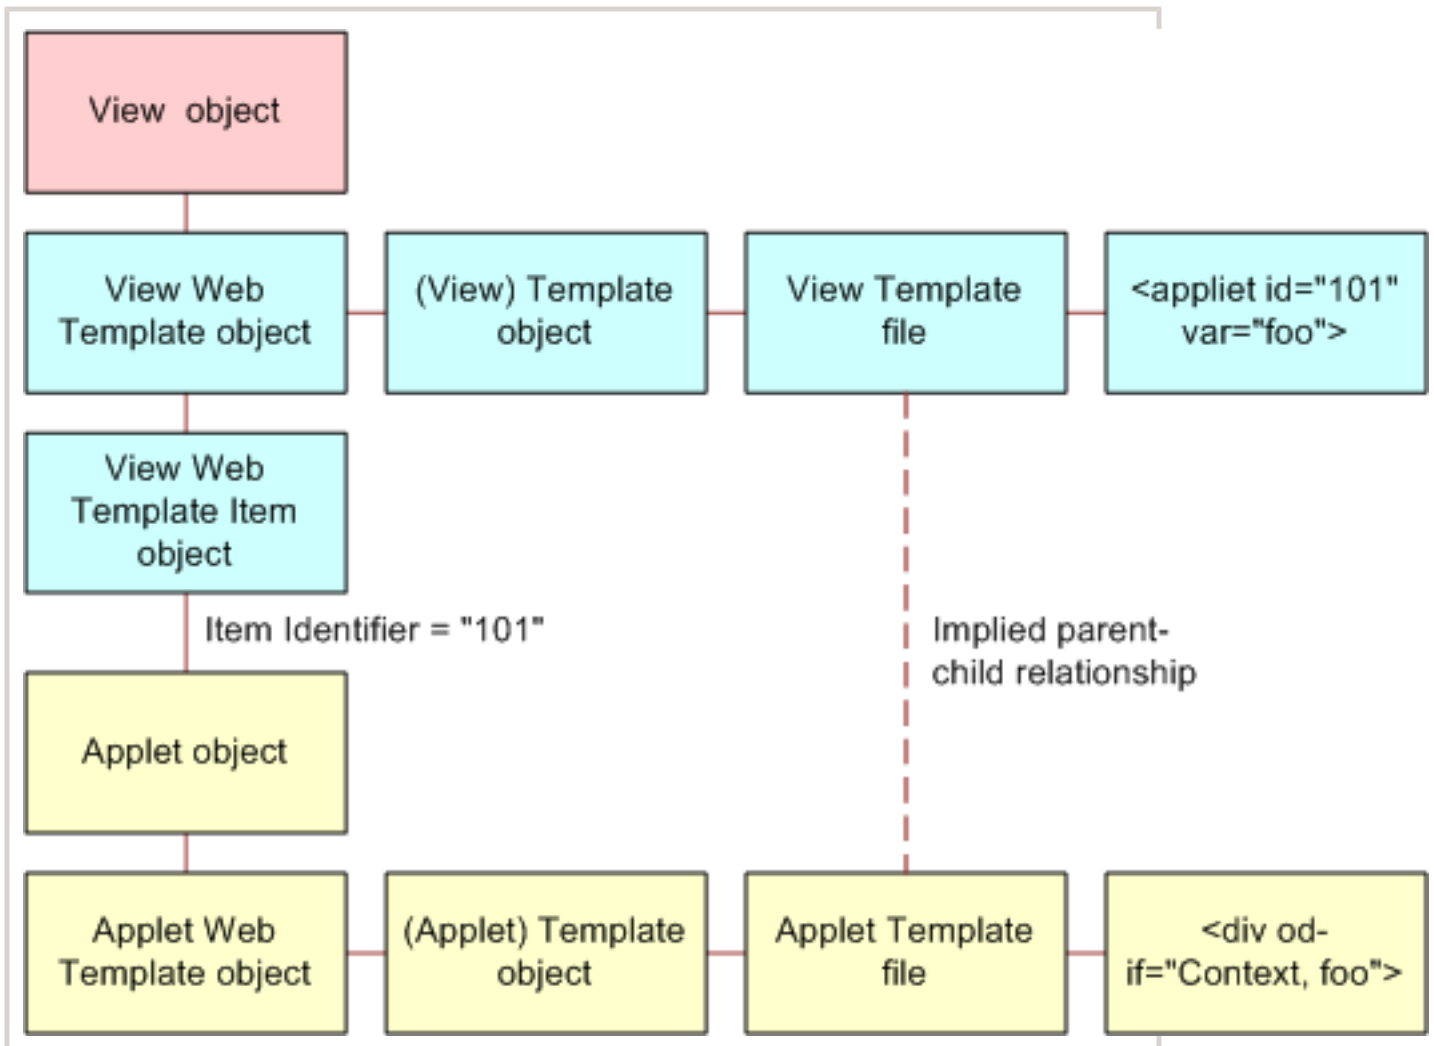 View object
View Web
Template object
(View) Template
object
View Template
file
<appliet id="101"
var="foo">
View Web
Template Item
object
Item Identifier = "101"
Implied parent-
child relationship
Applet object
Applet Web
Template object
(Applet) Template
object
Applet Template
file
<div od-
if="Context, foo">